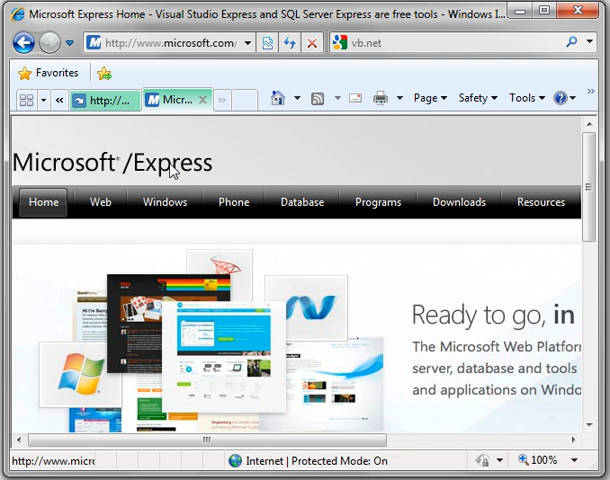 Microsoft Express Home - Visual Studio Express and SQL Server Express are free tools - Windows I...
http://www.microsoft.com/
vb.net
Favorites
http://...
Micr...
Page
Safety
Tools
Microsoft®/Express
Home
Web
Windows
Phone
Database
Programs
Downloads
Resources
Ready to go, in
The Microsoft Web Platform
server, database and tools
and applications on Windo
http://www.micro
Internet | Protected Mode: On
100%